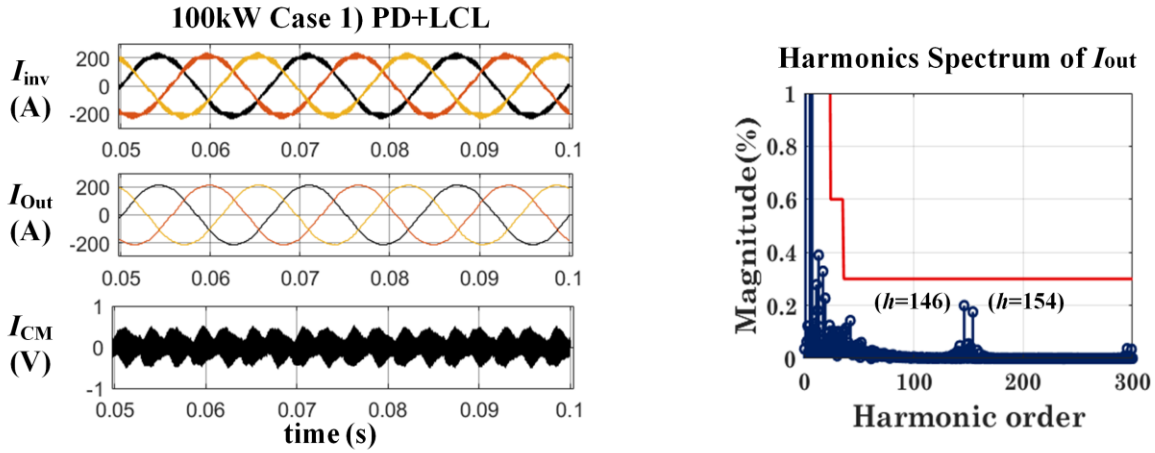 100kW Case 1) PD+LCL
Iinv
(A)
200
0
-200
0.05 0.06 0.07 0.08 0.09 0.1
IOut
(A)
200
0
-200
0.05 0.06 0.07 0.08 0.09 0.1
ICM
(V)
1
0
-1
0.05 0.06 0.07 0.08 0.09 0.1
time (s)
Harmonics Spectrum of Iout
Magnitude(%)
1
0.8
0.6
0.4
0.2
0
(h=146) (h=154)
0 100 200 300
Harmonic order